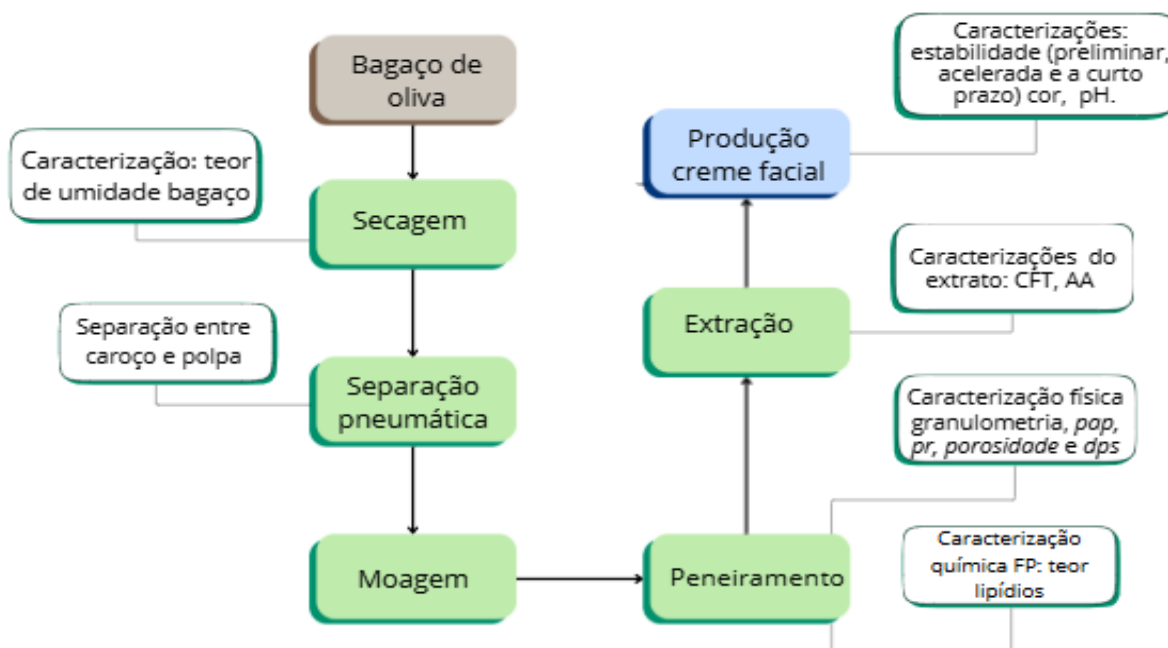 Bagaço de
oliva
Caracterização: teor
de umidade bagaço
Secagem
Separação entre
caroço e polpa
Separação
pneumática
Moagem
Peneiramento
Caracterização física
granulometria, pap,
pr, porosidade e dps
Caracterização
química FP: teor
lipídios
Extração
Caracterizações do
extrato: CFT, AA
Produção
creme facial
Caracterizações:
estabilidade (preliminar,
acelerada e a curto
prazo) cor, pH.